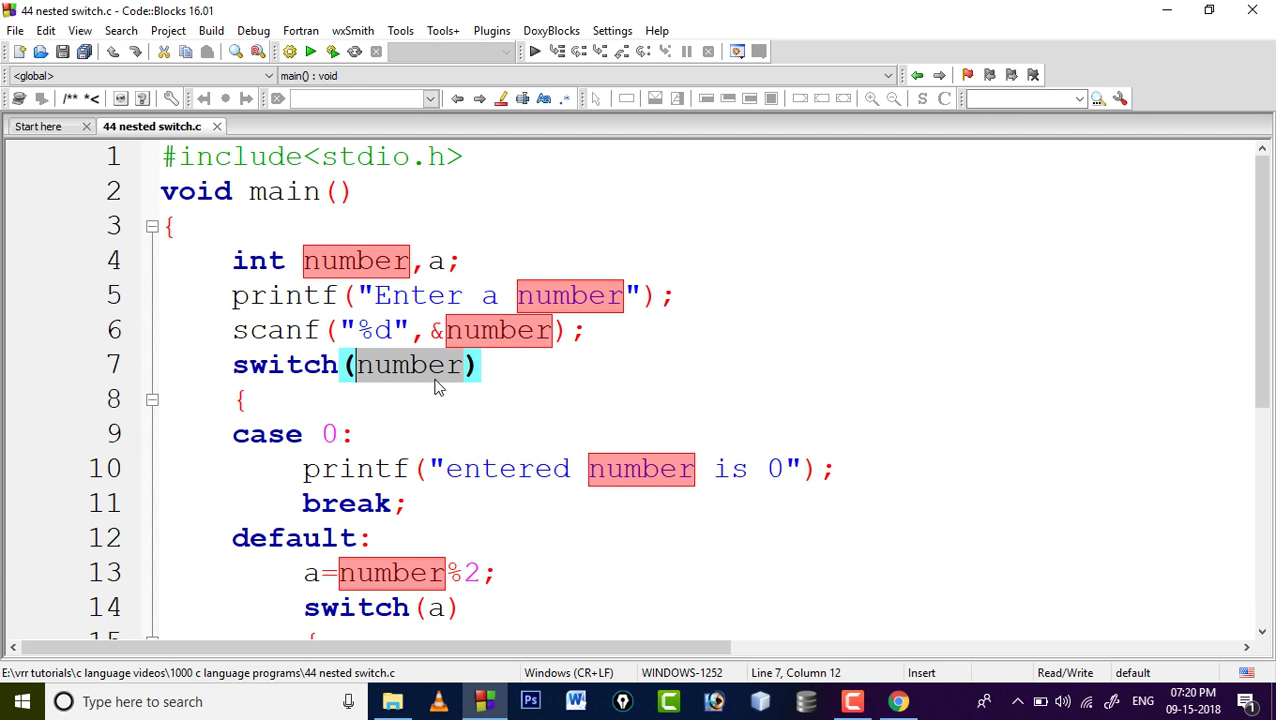 44 nested switch.c - Code::Blocks 16.01
File Edit View Search Project Build Debug Fortran wxSmith Tools Tools+ Plugins DoxyBlocks Settings Help
<global> main() : void
/** *<
S C
Start here 44 nested switch.c
1 #include<stdio.h>
2 void main()
3 {
4 int number,a;
5 printf("Enter a number");
6 scanf("%d",&number);
7 switch(number)
8 {
9 case 0:
10 printf("entered number is 0");
11 break;
12 default:
13 a=number%2;
14 switch(a)
15 {
E:\vrr tutorials\c language videos\1000 c language programs\44 nested switch.c Windows (CR+LF) WINDOWS-1252 Line 7, Column 12 Insert Read/Write default
Type here to search
ENG
07:20 PM
09-15-2018